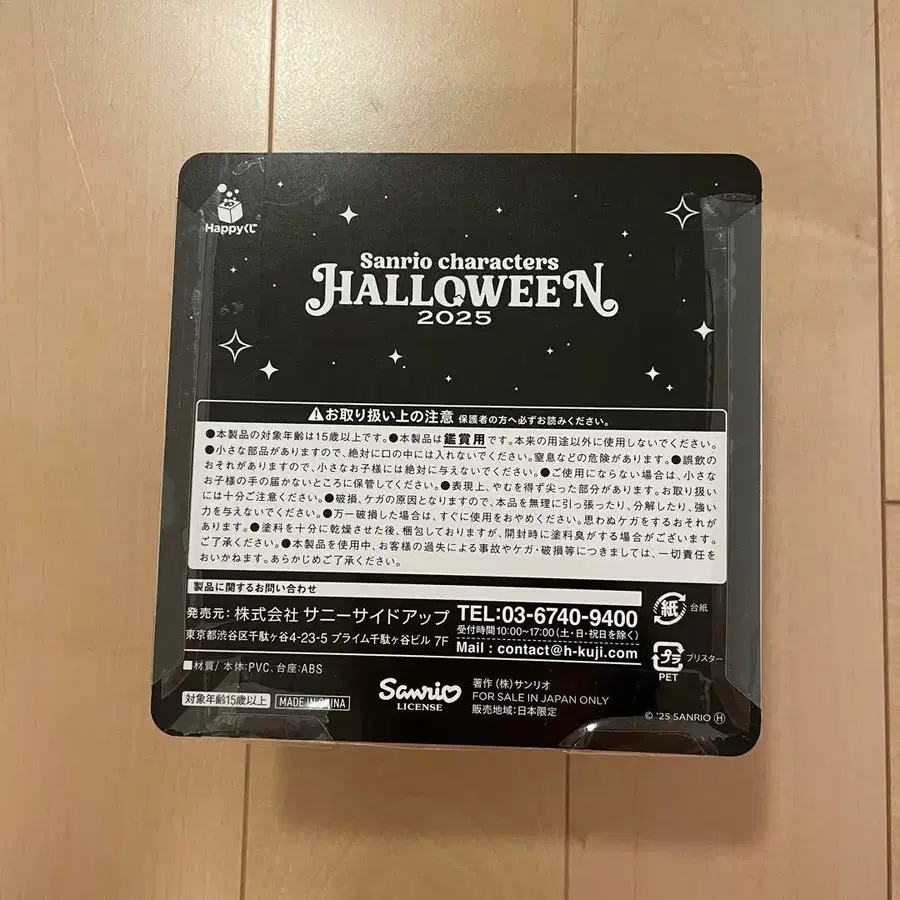 Happyくじ
Sanrio characters
HALLOWEEN
2025
⚠お取り扱い上の注意 保護者の方へ必ずお読みください。
●本製品の対象年齢は15歳以上です。●本製品は鑑賞用です。本来の用途以外に使用しないでください。
●小さな部品がありますので、絶対に口の中には入れないでください。窒息などの危険があります。●誤飲の
おそれがありますので、小さなお子様には絶対に与えないでください。●ご使用にならない場合は、小さな
お子様の手の届かないところに保管してください。●表現上、やむを得ず尖った部分があります。お取り扱い
には十分ご注意ください。●破損、ケガの原因となりますので、本品を無理に引っ張ったり、分解したり、強い
力を与えないでください。●万一破損した場合は、すぐに使用をおやめください。思わぬケガをするおそれが
あります。●塗料を十分に乾燥させた後、梱包しておりますが、開封時に塗料臭がする場合がございます。
ご了承ください。●本製品を使用中、お客様の過失による事故やケガ・破損等につきましては、一切責任を
おいかねます。あらかじめご了承ください。
製品に関するお問い合わせ
発売元：株式会社 サニーサイドアップ
東京都渋谷区千駄ヶ谷4-23-5 プライム千駄ヶ谷ビル 7F
TEL:03-6740-9400
受付時間10:00~17:00(土・日・祝日を除く)
Mail : contact@h-kuji.com
紙 台紙
プラ ブリスター
PET
■材質/ 本体:PVC、台座:ABS
対象年齢15歳以上 MADE IN CHINA
Sanrio
LICENSE
著作 (株)サンリオ
FOR SALE IN JAPAN ONLY
販売地域:日本限定
© '25 SANRIO Ⓗ